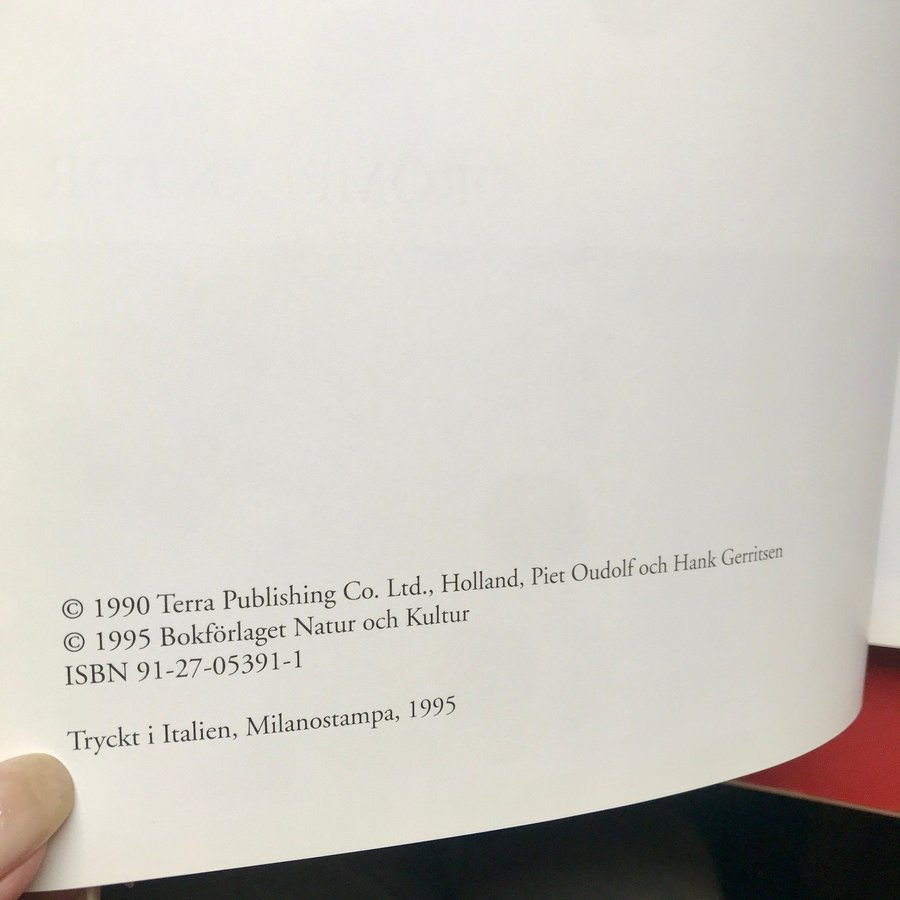 © 1990 Terra Publishing Co. Ltd., Holland, Piet Oudolf och Hank Gerritsen
© 1995 Bokförlaget Natur och Kultur
ISBN 91-27-05391-1
Tryckt i Italien, Milanostampa, 1995